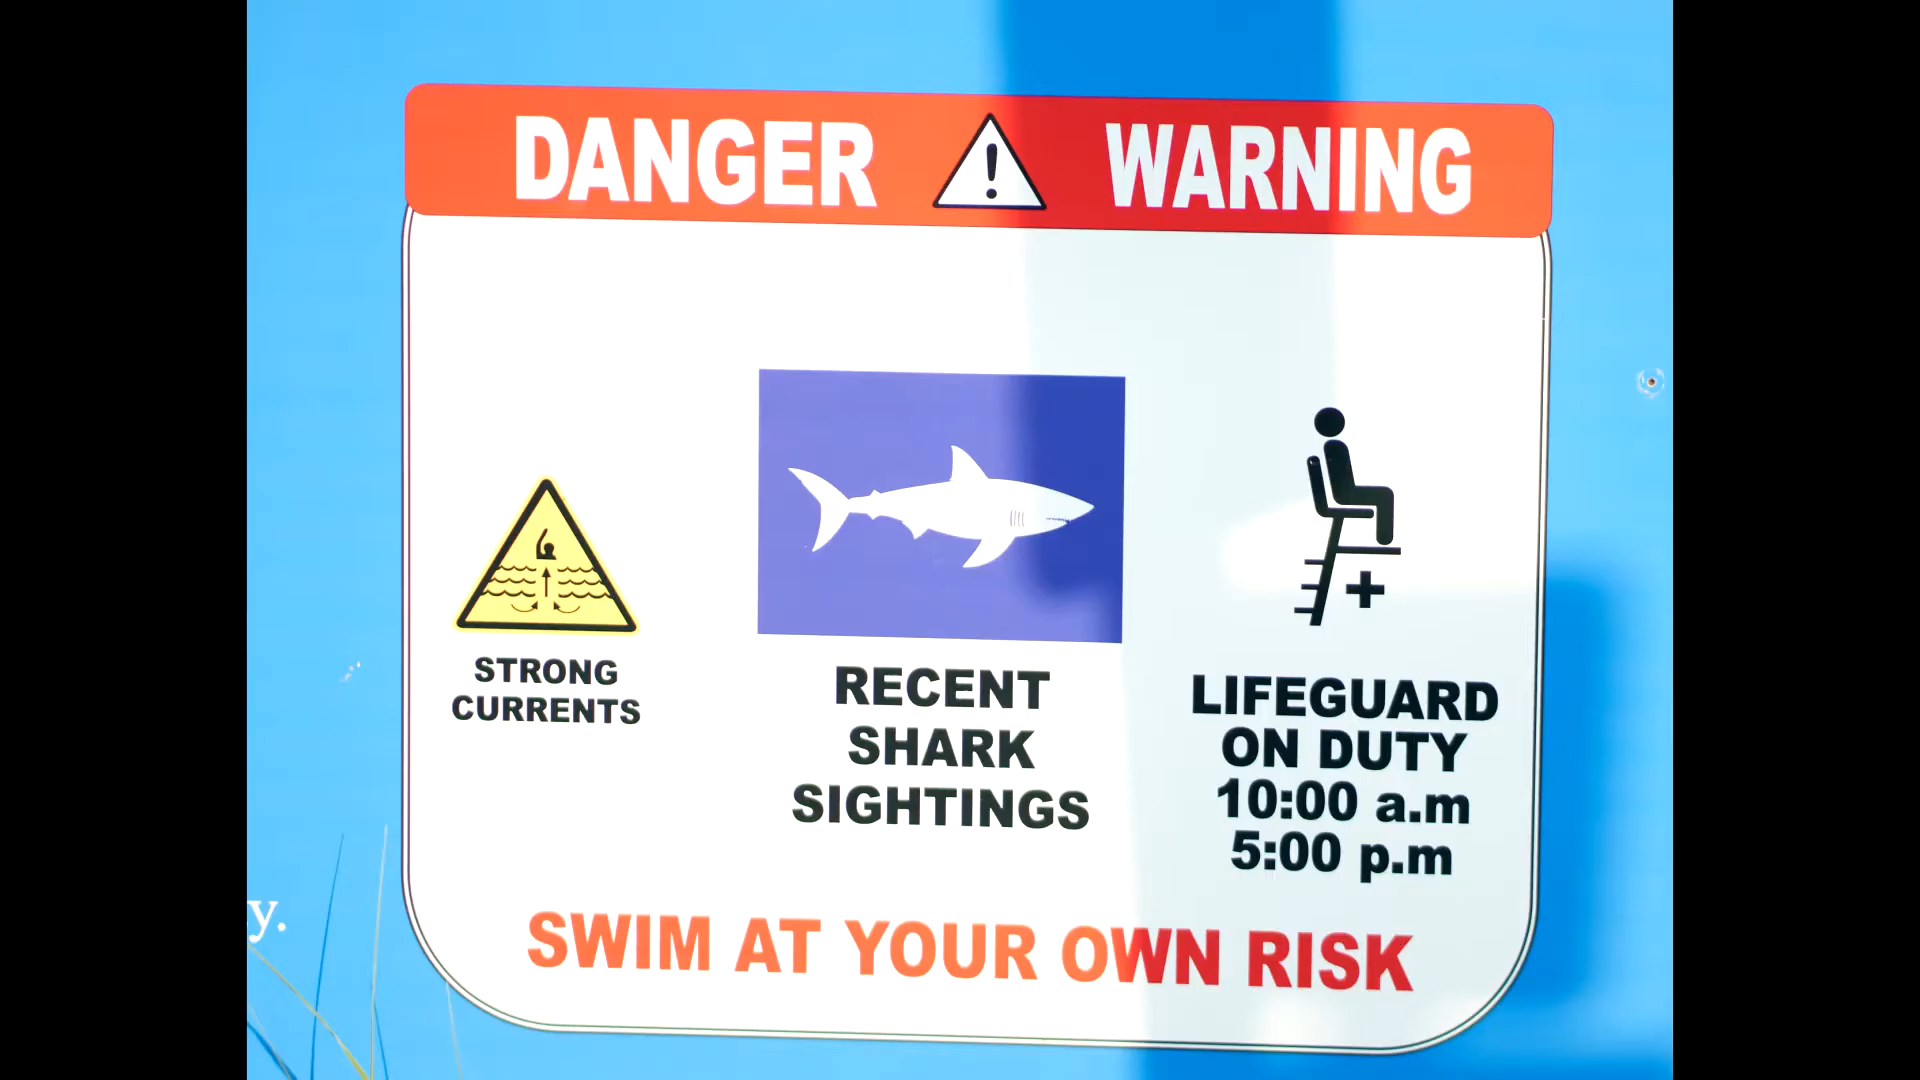 DANGER ! WARNING
STRONG
CURRENTS
RECENT
SHARK
SIGHTINGS
LIFEGUARD
ON DUTY
10:00 a.m
5:00 p.m
SWIM AT YOUR OWN RISK
y.